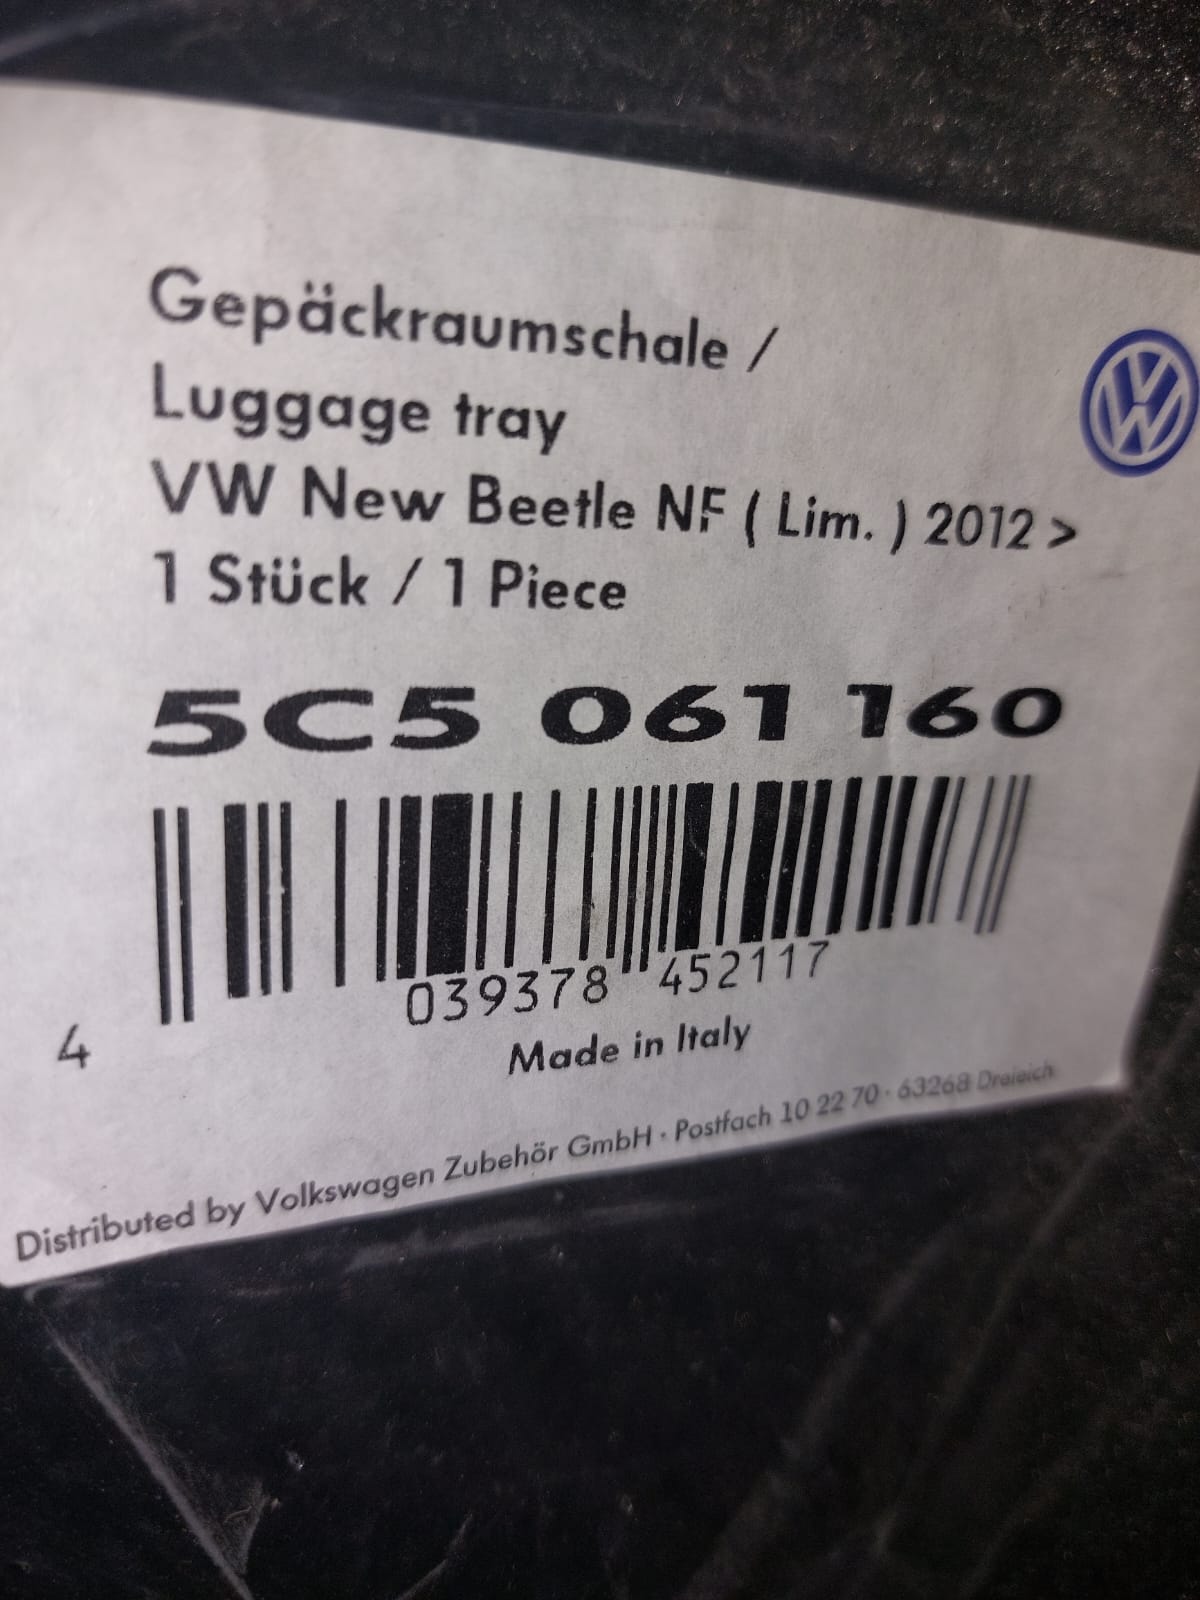 Gepäckraumschale /
Luggage tray
VW New Beetle NF ( Lim. ) 2012 >
1 Stück / 1 Piece
5C5 061 160
4 039378 452117
Made in Italy
Distributed by Volkswagen Zubehör GmbH · Postfach 10 22 70 · 63268 Dreieich